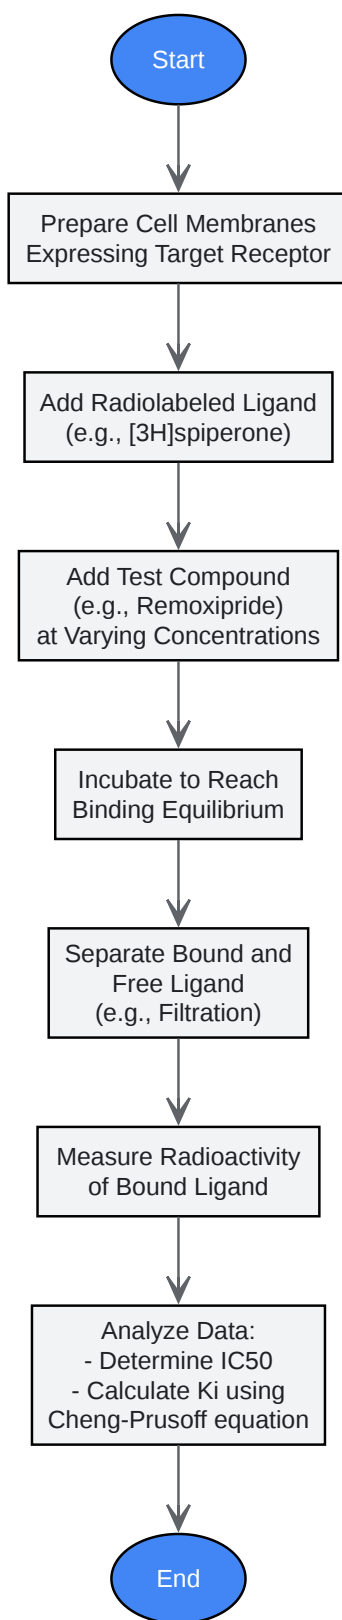 Start
Prepare Cell Membranes
Expressing Target Receptor
Add Radiolabeled Ligand
(e.g., [3H]spiperone)
Add Test Compound
(e.g., Remoxipride)
at Varying Concentrations
Incubate to Reach
Binding Equilibrium
Separate Bound and
Free Ligand
(e.g., Filtration)
Measure Radioactivity
of Bound Ligand
Analyze Data:
- Determine IC50
- Calculate Ki using
Cheng-Prusoff equation
End